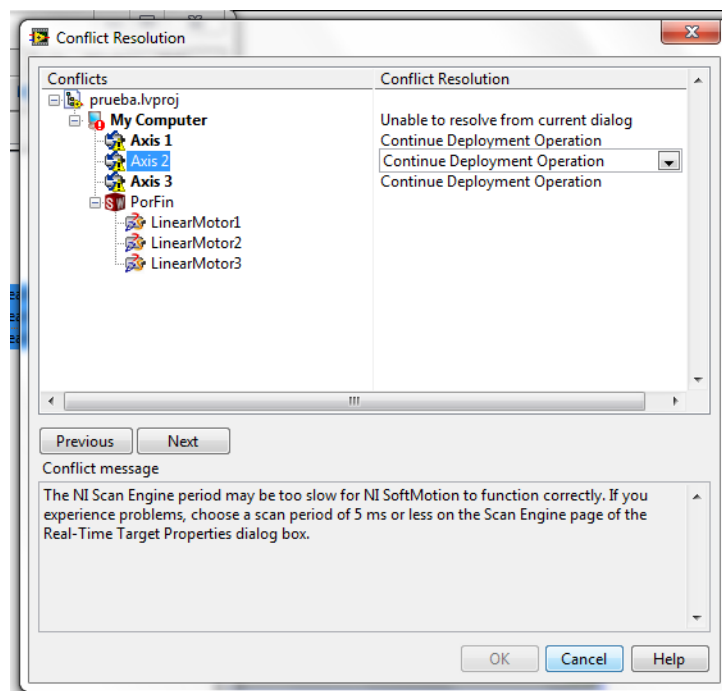 Conflict Resolution
Conflicts Conflict Resolution
prueba.lvproj
My Computer Unable to resolve from current dialog
Axis 1 Continue Deployment Operation
Axis 2 Continue Deployment Operation
Axis 3 Continue Deployment Operation
PorFin
LinearMotor1
LinearMotor2
LinearMotor3
Previous Next
Conflict message
The NI Scan Engine period may be too slow for NI SoftMotion to function correctly. If you
experience problems, choose a scan period of 5 ms or less on the Scan Engine page of the
Real-Time Target Properties dialog box.
OK Cancel Help